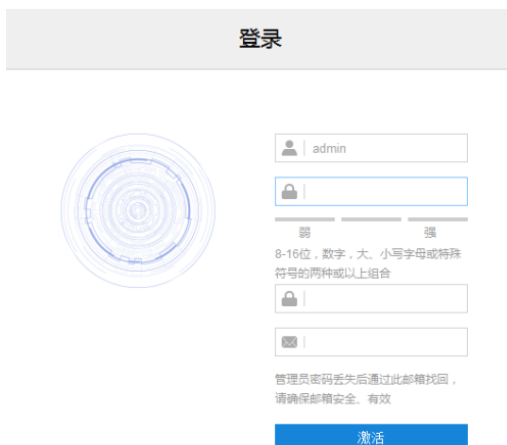 登录
admin
弱 强
8-16位，数字，大、小写字母或特殊
符号的两种或以上组合
管理员密码丢失后通过此邮箱找回，
请确保邮箱安全、有效
激活